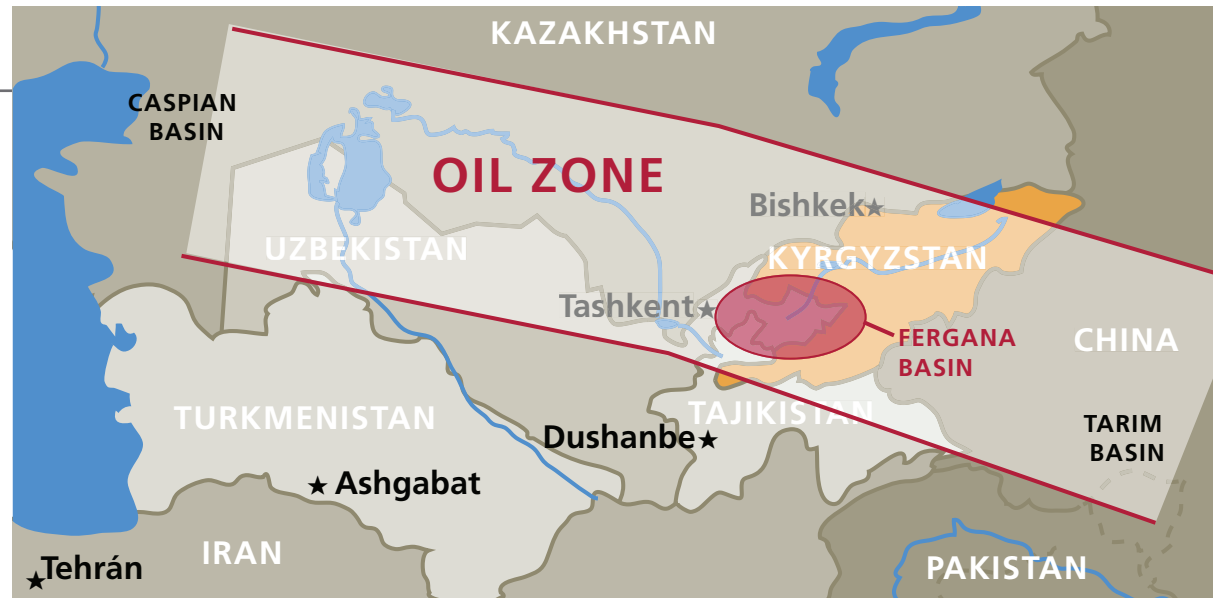 KAZAKHSTAN
CASPIAN
BASIN
OIL ZONE
Bishkek
UZBEKISTAN
KYRGYZSTAN
Tashkent
FERGANA
BASIN
CHINA
TURKMENISTAN
TAJIKISTAN
Dushanbe
TARIM
BASIN
Ashgabat
IRAN
Tehrán
PAKISTAN